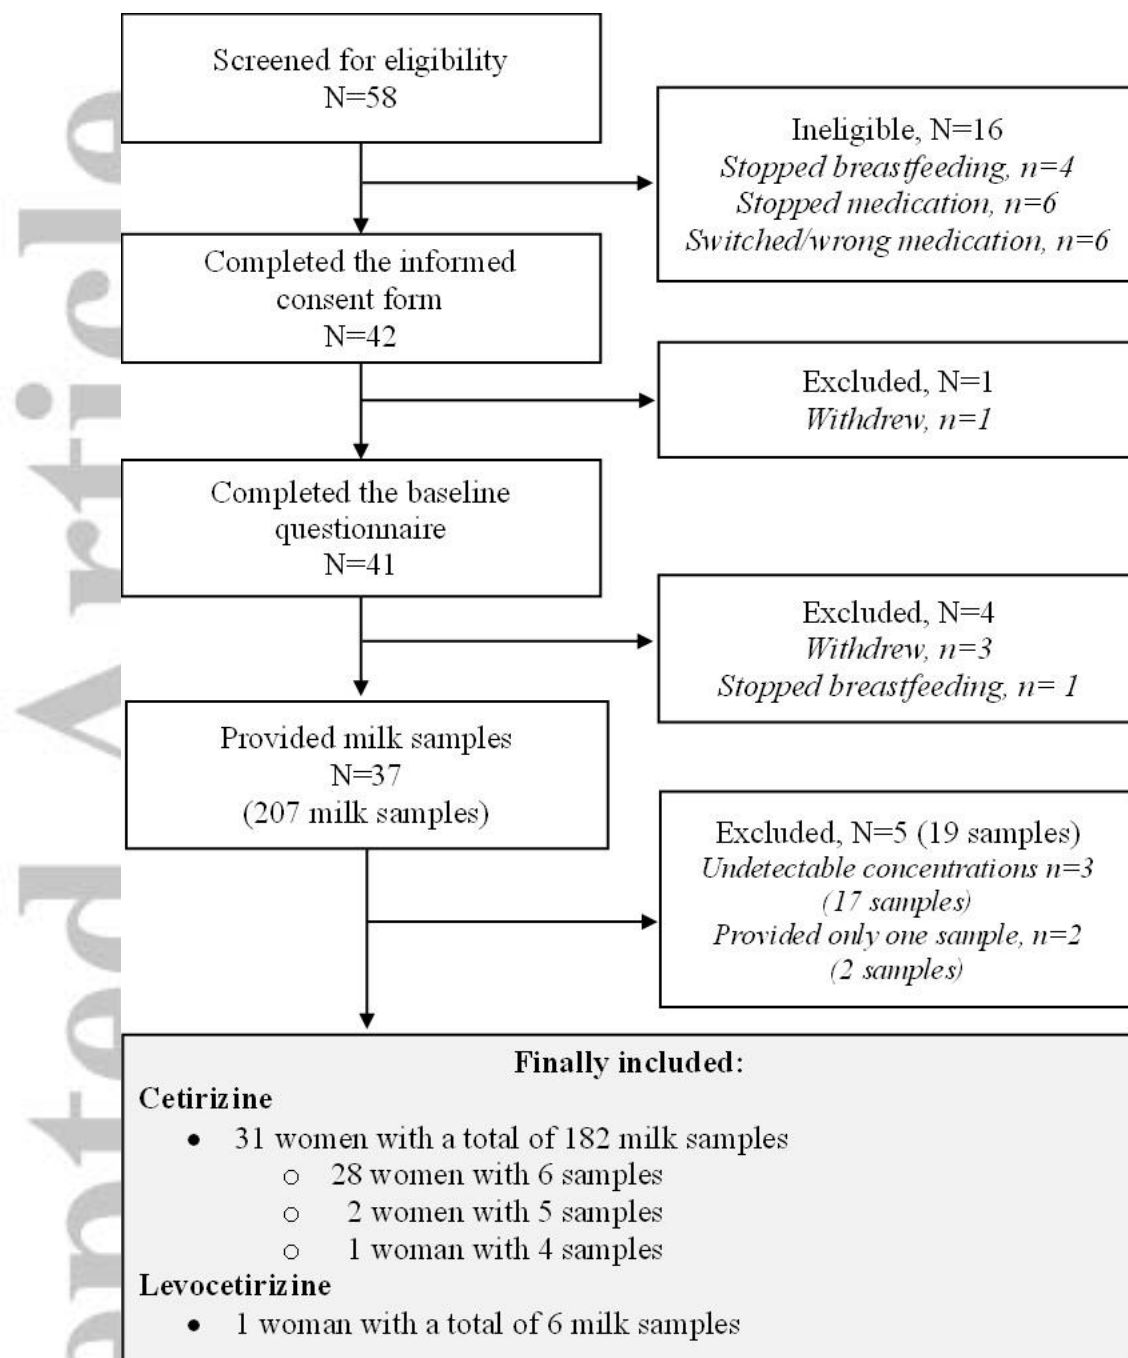 Screened for eligibility
N=58
Ineligible, N=16
Stopped breastfeeding, n=4
Stopped medication, n=6
Switched/wrong medication, n=6
Completed the informed
consent form
N=42
Excluded, N=1
Withdrew, n=1
Completed the baseline
questionnaire
N=41
Excluded, N=4
Withdrew, n=3
Stopped breastfeeding, n= 1
Provided milk samples
N=37
(207 milk samples)
Excluded, N=5 (19 samples)
Undetectable concentrations n=3
(17 samples)
Provided only one sample, n=2
(2 samples)
Finally included:
Cetirizine
• 31 women with a total of 182 milk samples
○ 28 women with 6 samples
○ 2 women with 5 samples
○ 1 woman with 4 samples
Levocetirizine
• 1 woman with a total of 6 milk samples
pted Article